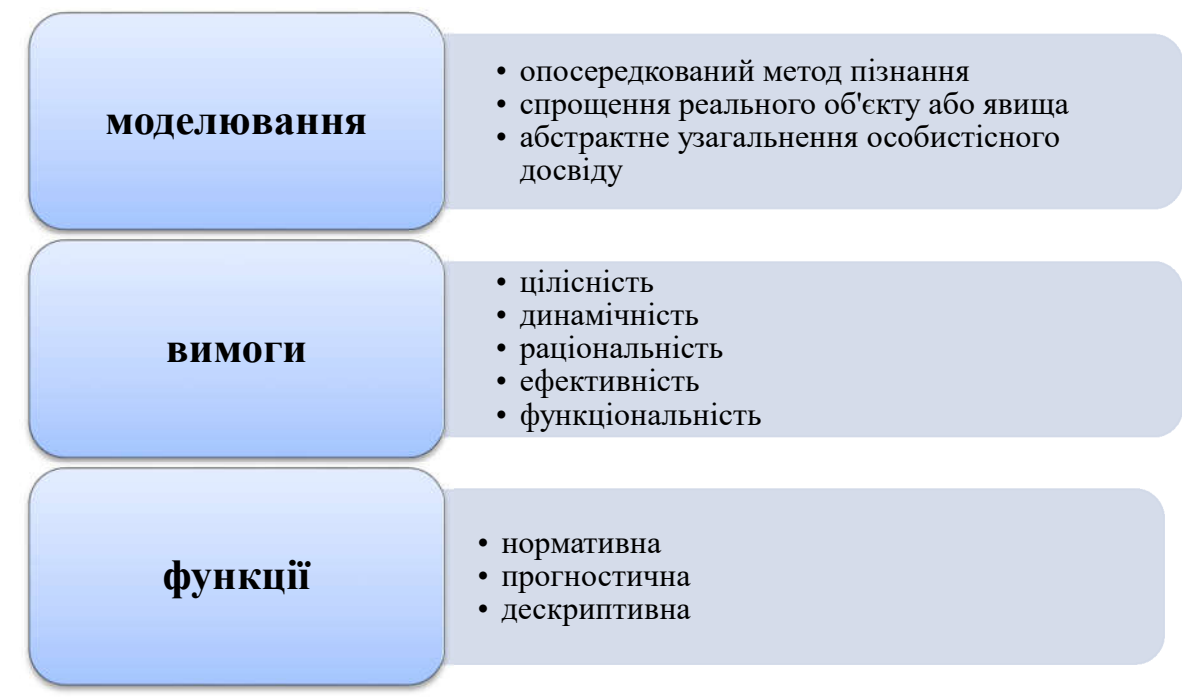 моделювання
• опосередкований метод пізнання
• спрощення реального об'єкту або явища
• абстрактне узагальнення особистісного
досвіду
вимоги
• цілісність
• динамічність
• раціональність
• ефективність
• функціональність
функції
• нормативна
• прогностична
• дескриптивна